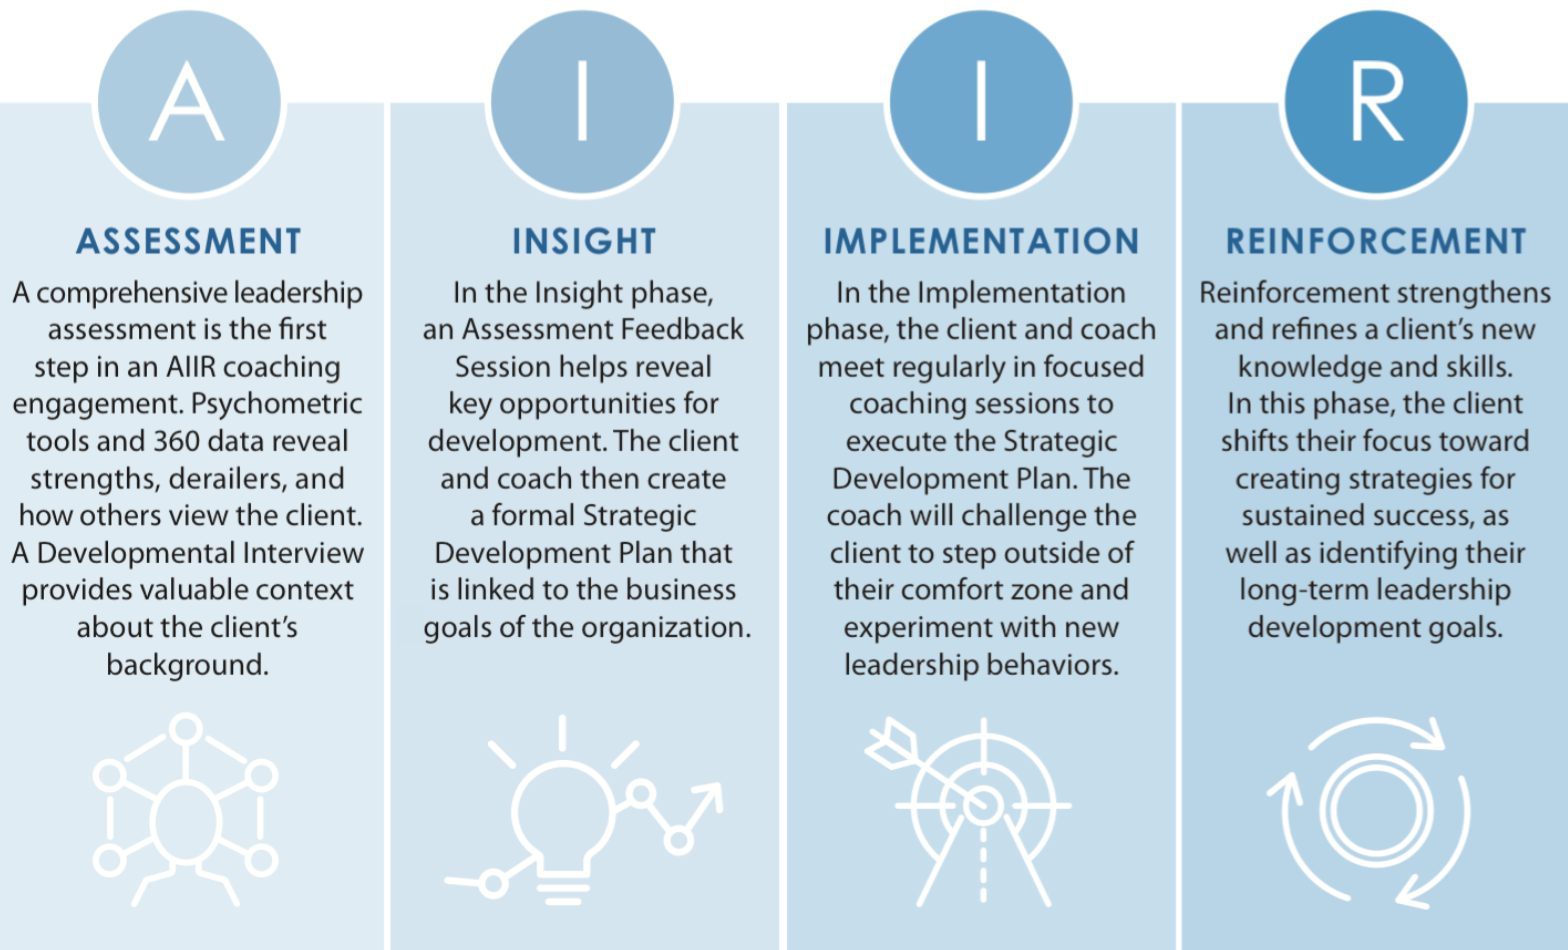 A
ASSESSMENT
A comprehensive leadership
assessment is the first
step in an AIIR coaching
engagement. Psychometric
tools and 360 data reveal
strengths, derailers, and
how others view the client.
A Developmental Interview
provides valuable context
about the client's
background.
I
INSIGHT
In the Insight phase,
an Assessment Feedback
Session helps reveal
key opportunities for
development. The client
and coach then create
a formal Strategic
Development Plan that
is linked to the business
goals of the organization.
I
IMPLEMENTATION
In the Implementation
phase, the client and coach
meet regularly in focused
coaching sessions to
execute the Strategic
Development Plan. The
coach will challenge the
client to step outside of
their comfort zone and
experiment with new
leadership behaviors.
R
REINFORCEMENT
Reinforcement strengthens
and refines a client's new
knowledge and skills.
In this phase, the client
shifts their focus toward
creating strategies for
sustained success, as
well as identifying their
long-term leadership
development goals.